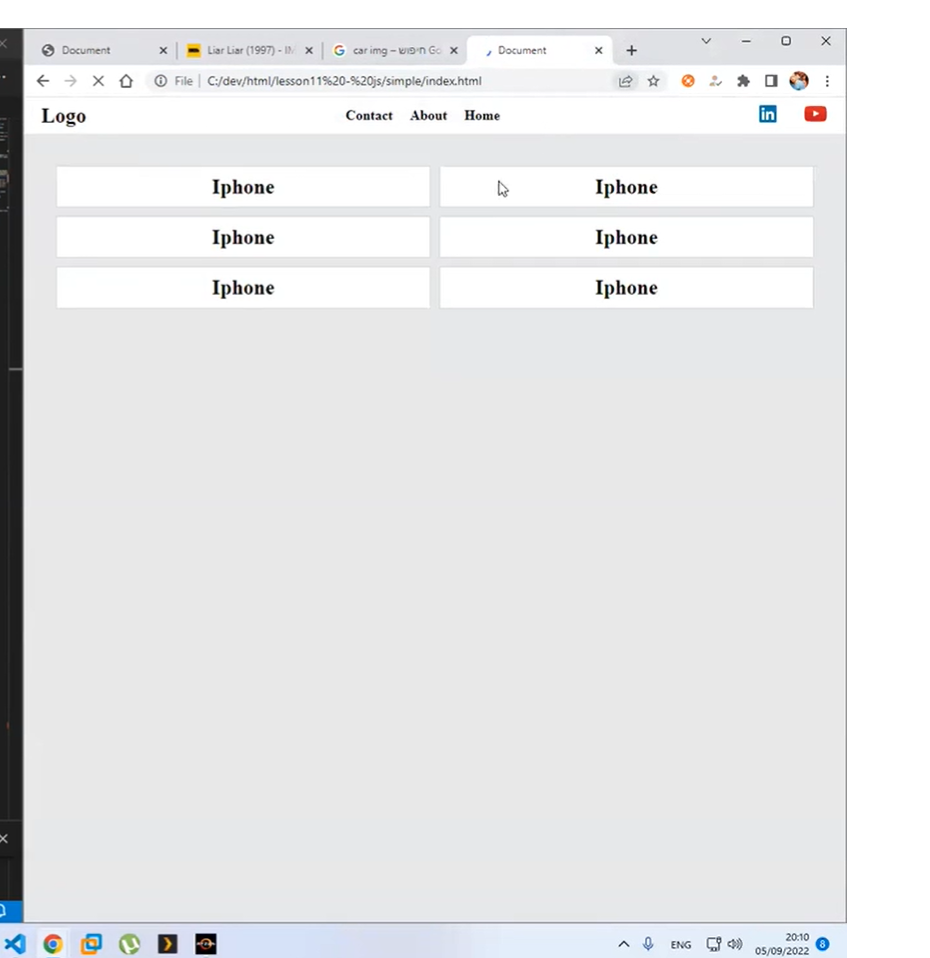 Document
Liar Liar (1997) - IM
car img – חיפוש Go
Document
File | C:/dev/html/lesson11%20-%20js/simple/index.html
Logo
Contact About Home
in
Iphone Iphone
Iphone Iphone
Iphone Iphone
ENG
20:10
05/09/2022
8